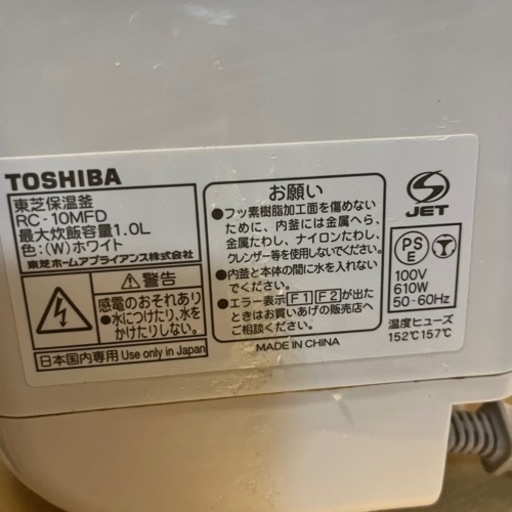 TOSHIBA
東芝保温釜
RC-10MFD
最大炊飯容量1.0L
色:(W)ホワイト
東芝ホームアプライアンス株式会社
警告
感電のおそれあり
●水につけたり、水を
かけたりしない。
日本国内専用 Use only in Japan
お願い
●フッ素樹脂加工面を傷めない
ために、内釜には金属へら、
金属たわし、ナイロンたわし、
クレンザー等を使用しないでください。
●内釜と本体の間に水を入れない
でください。
●エラー表示 F1 F2 が出た
ときはお買いあげの販売店へ
ご相談ください。
MADE IN CHINA
S
JET
PS
E
T
100V
610W
50-60Hz
温度ヒューズ
152℃157℃